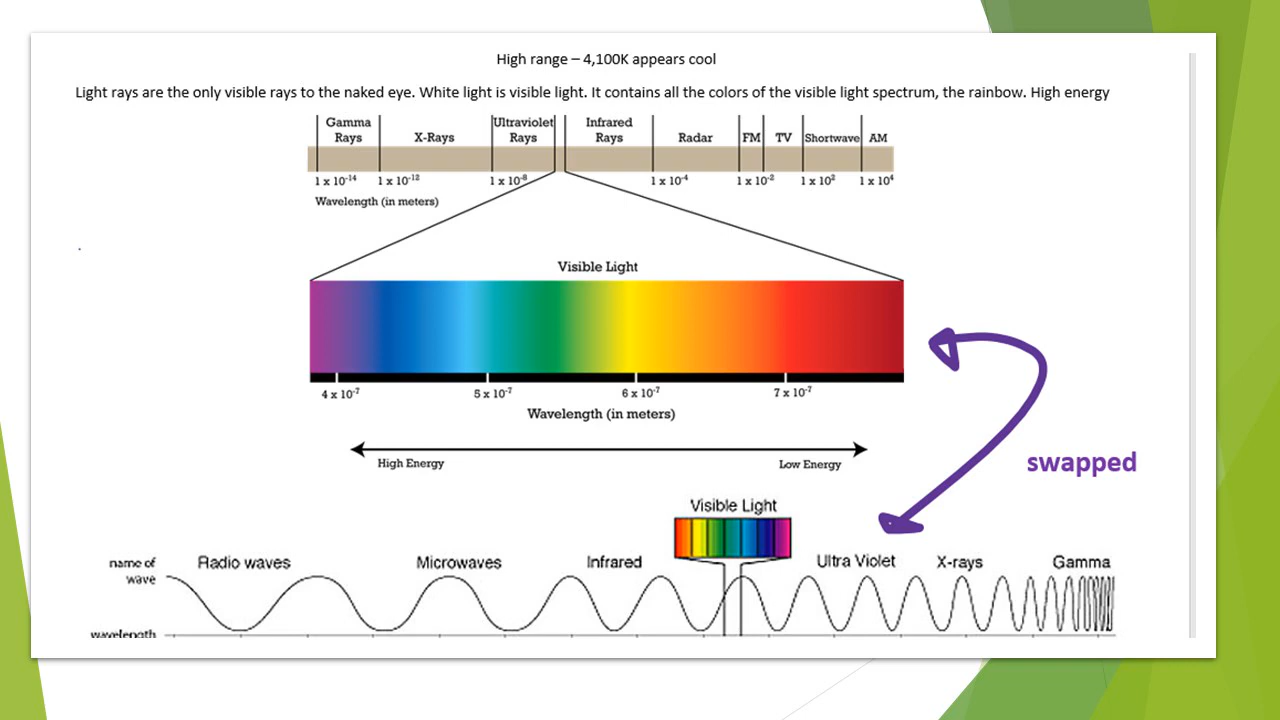 High range – 4,100K appears cool
Light rays are the only visible rays to the naked eye. White light is visible light. It contains all the colors of the visible light spectrum, the rainbow. High energy
Gamma Rays X-Rays Ultraviolet Rays Infrared Rays Radar FM TV Shortwave AM
1 x 10⁻¹⁴ 1 x 10⁻¹² 1 x 10⁻⁸ 1 x 10⁻⁴ 1 x 10⁻² 1 x 10² 1 x 10⁴
Wavelength (in meters)
Visible Light
4 x 10⁻⁷ 5 x 10⁻⁷ 6 x 10⁻⁷ 7 x 10⁻⁷
Wavelength (in meters)
High Energy Low Energy
swapped
Visible Light
name of wave Radio waves Microwaves Infrared Ultra Violet X-rays Gamma
wavelength